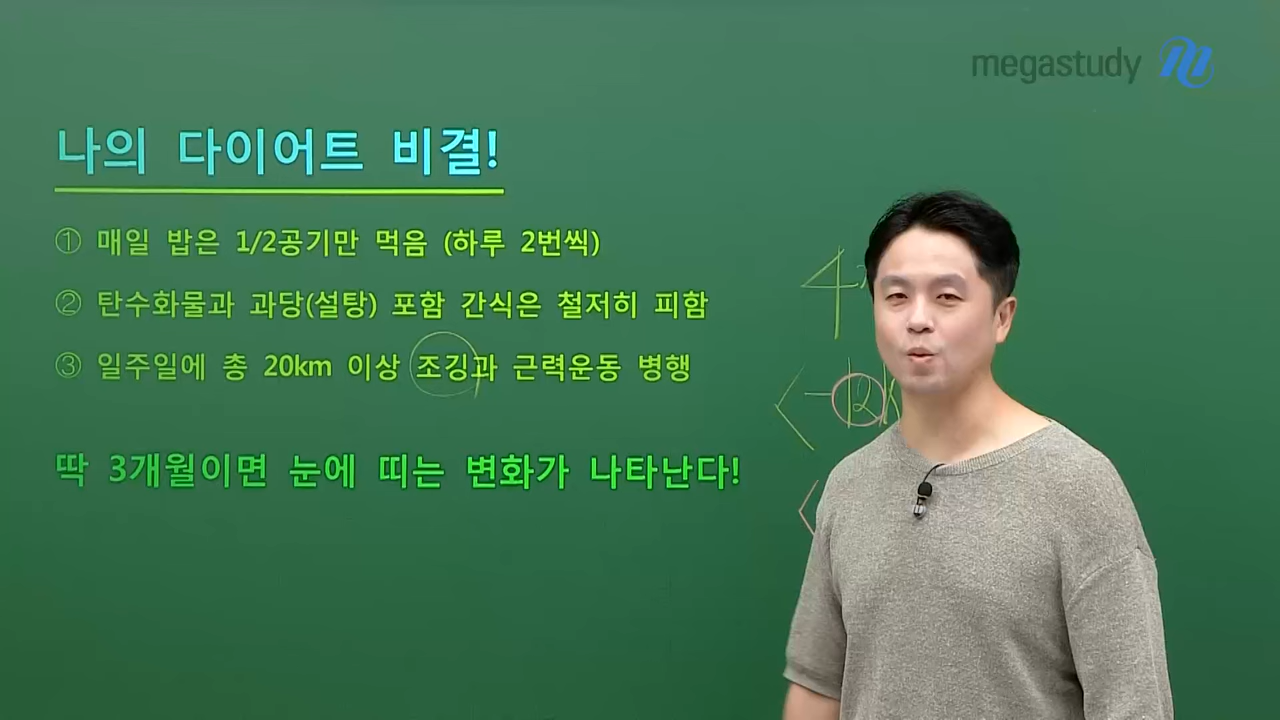 megastudy
나의 다이어트 비결!
① 매일 밥은 1/2공기만 먹음 (하루 2번씩)
② 탄수화물과 과당(설탕) 포함 간식은 철저히 피함
③ 일주일에 총 20km 이상 조깅과 근력운동 병행
딱 3개월이면 눈에 띠는 변화가 나타난다!
4